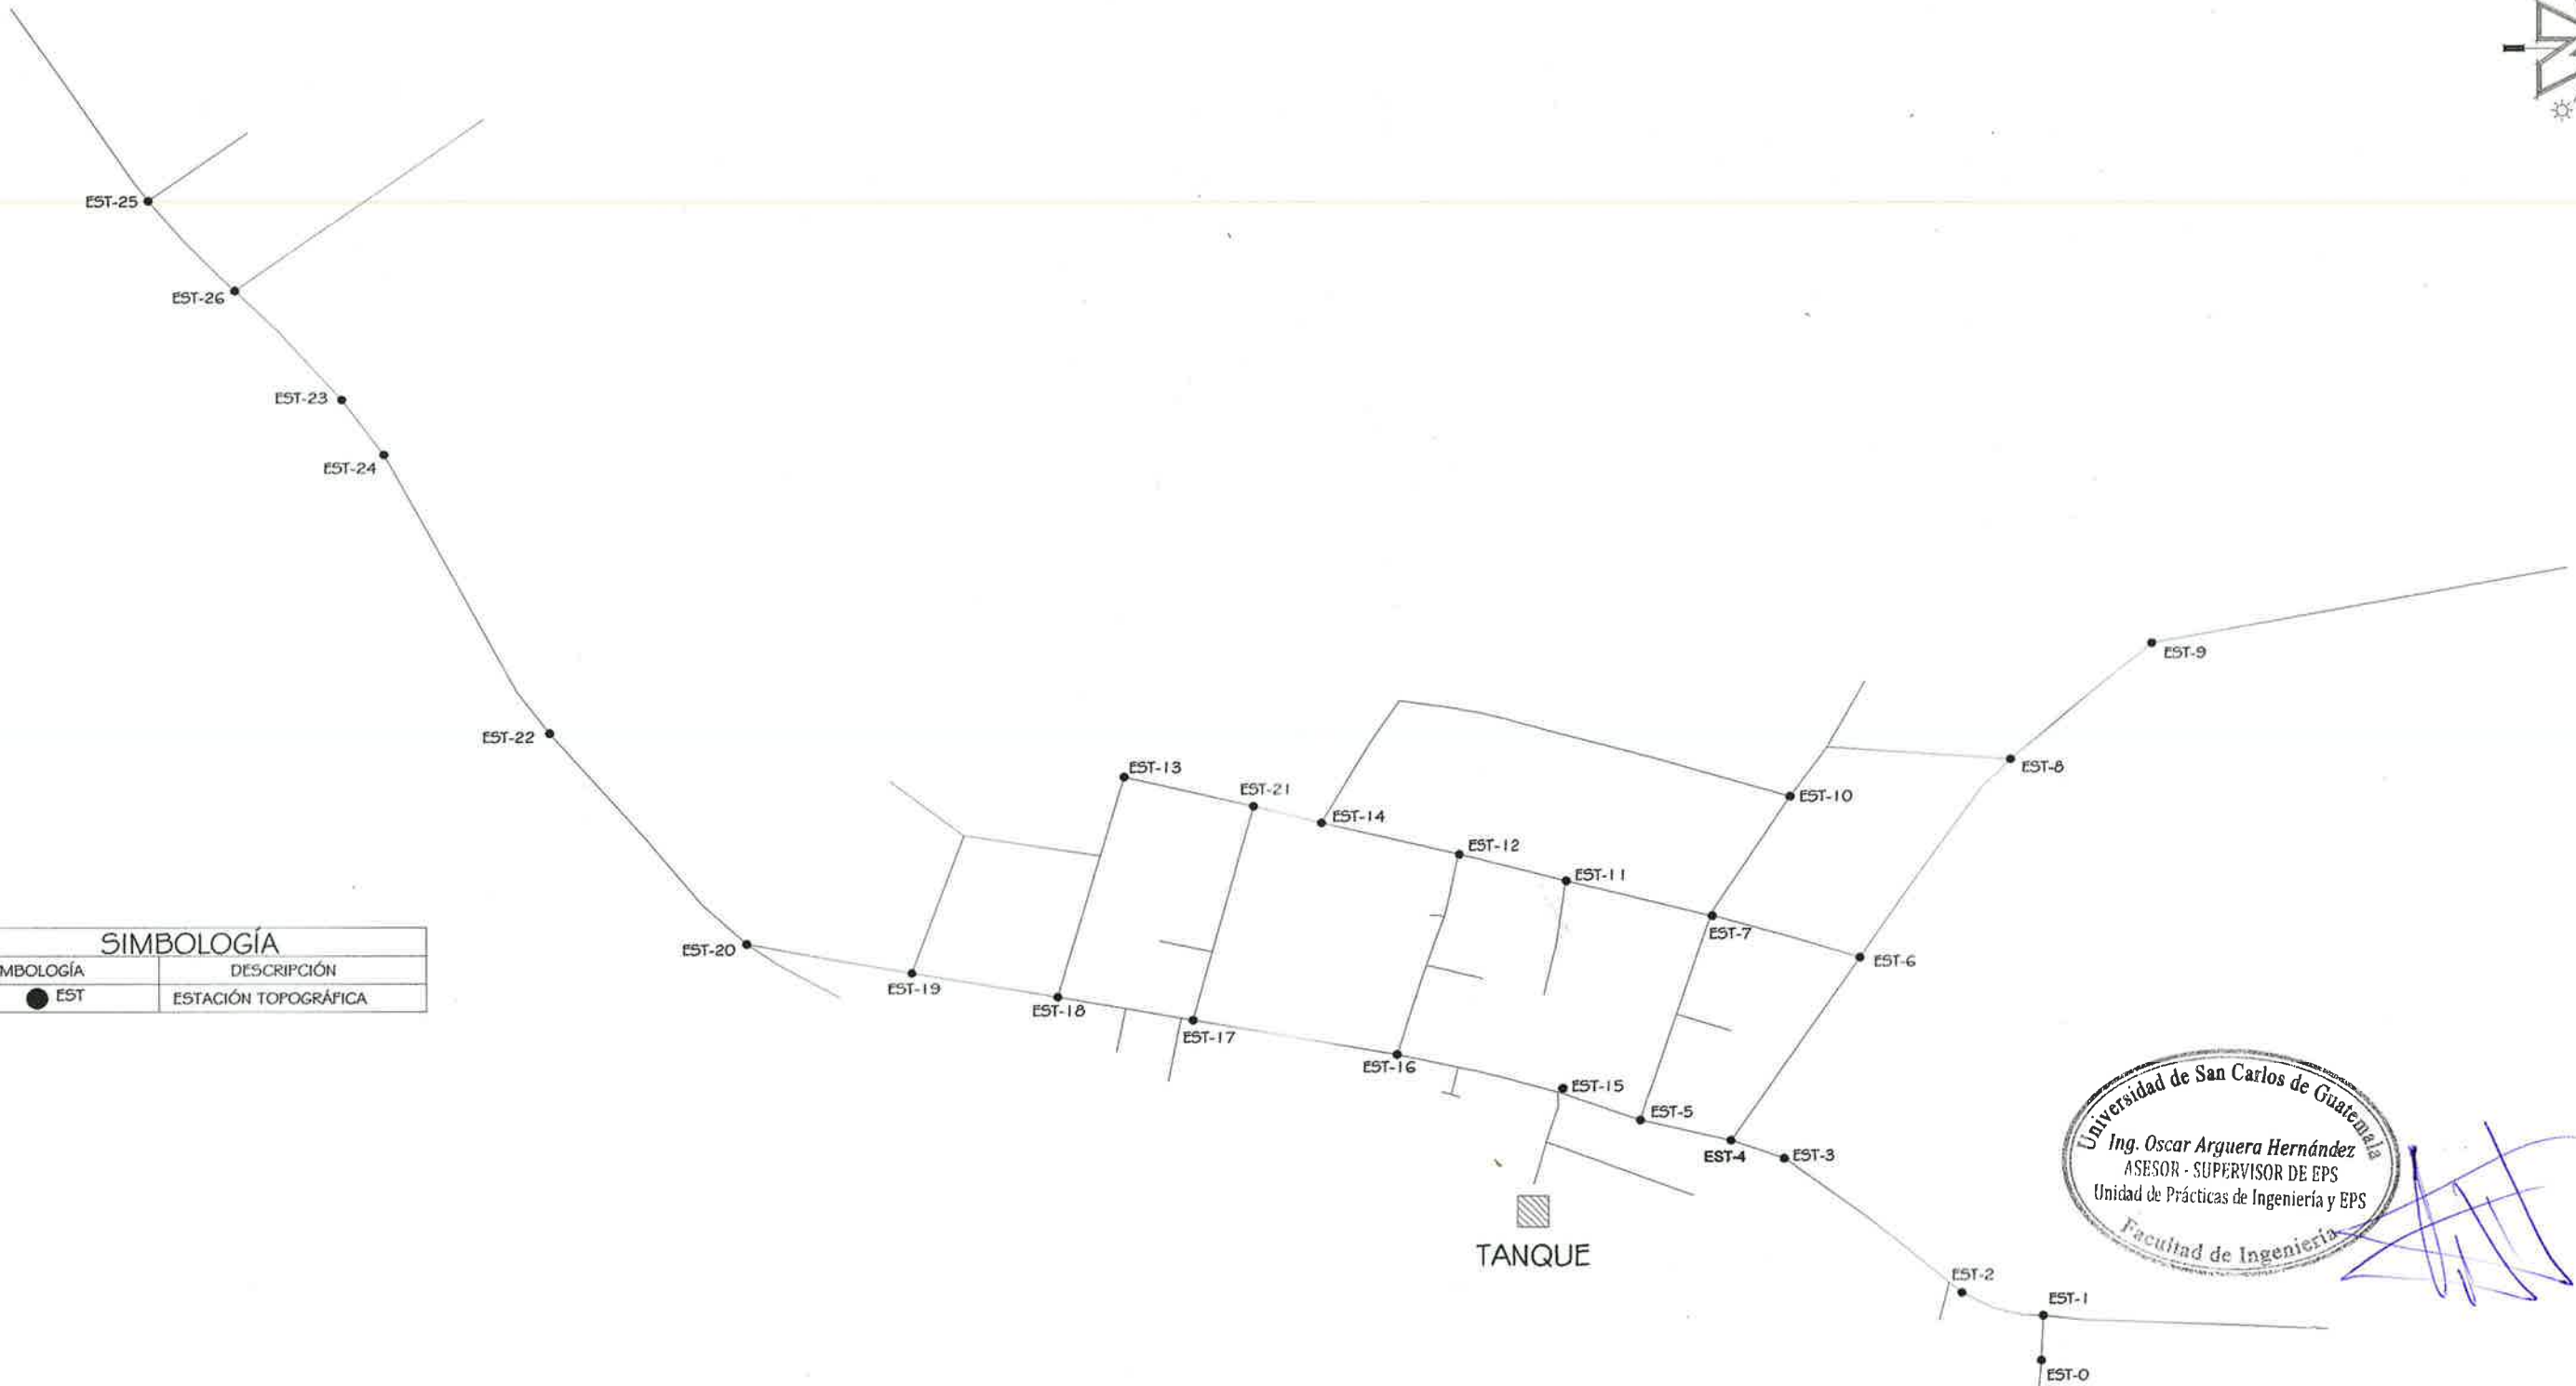 EST-25
EST-26
EST-23
EST-24
EST-22
EST-9
EST-8
EST-13
EST-21
EST-14
EST-10
EST-12
EST-11
EST-7
EST-6
EST-20
EST-19
EST-18
EST-17
EST-16
EST-15
EST-5
EST-4
EST-3
EST-2
EST-1
EST-0
TANQUE
SIMBOLOGÍA
MBOLOGÍA
DESCRIPCIÓN
EST
ESTACIÓN TOPOGRÁFICA
Universidad de San Carlos de Guatemala
Ing. Oscar Arguera Hernández
ASESOR - SUPERVISOR DE EPS
Unidad de Prácticas de Ingeniería y EPS
Facultad de Ingeniería